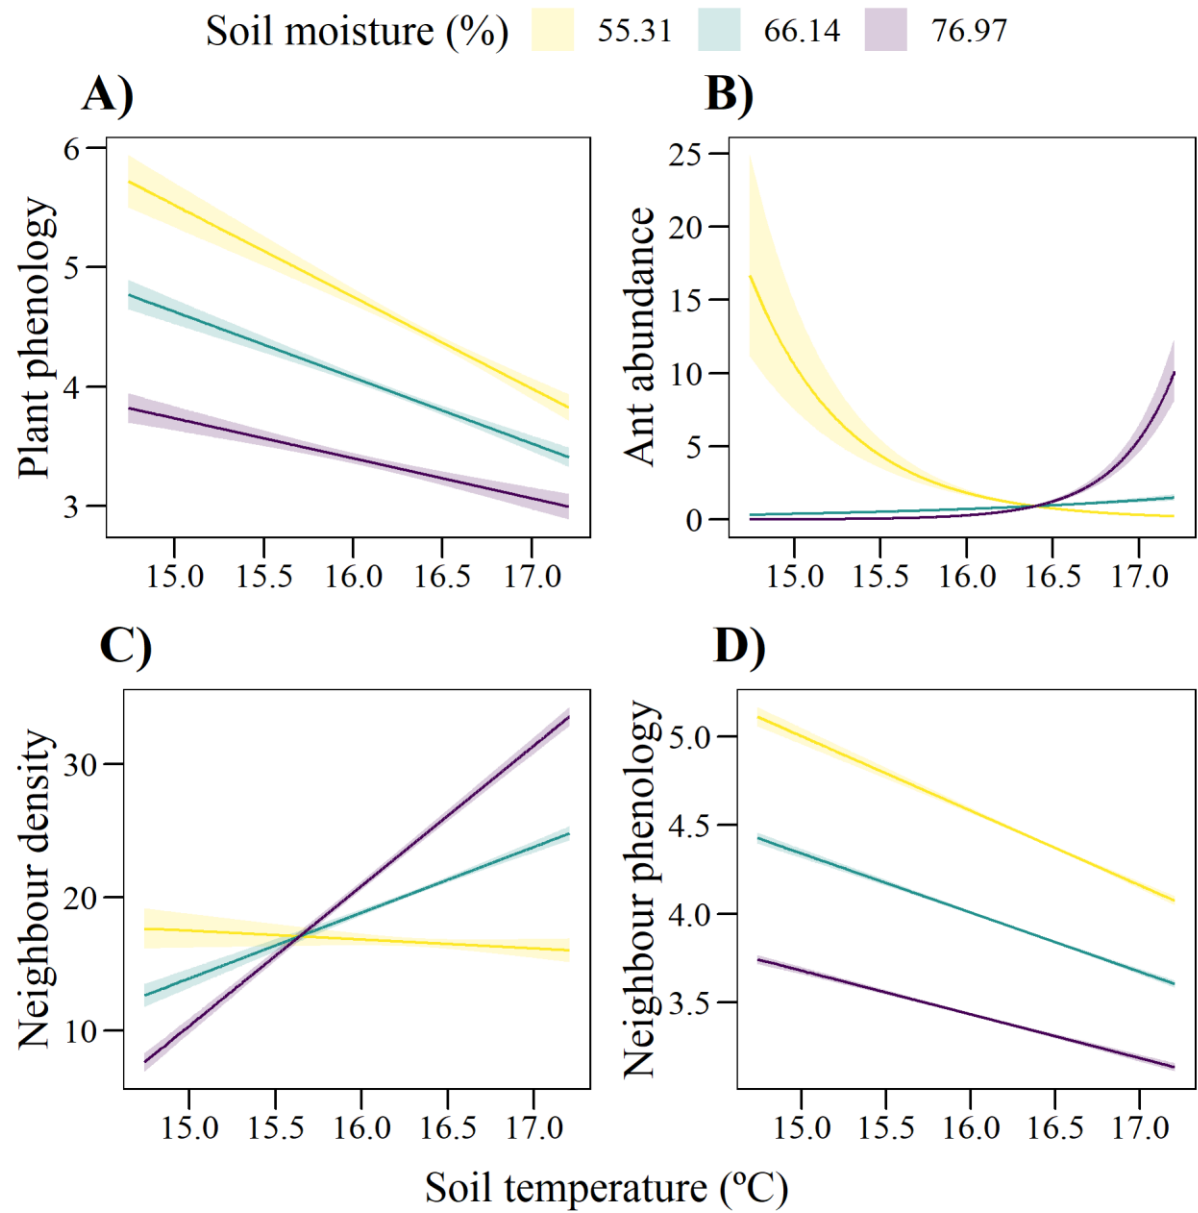 Soil moisture (%) 55.31 66.14 76.97
A)
B)
Plant phenology
6
5
4
3
15.0 15.5 16.0 16.5 17.0
Ant abundance
25
20
15
10
5
0
15.0 15.5 16.0 16.5 17.0
C)
D)
Neighbour density
30
20
10
15.0 15.5 16.0 16.5 17.0
Neighbour phenology
5.0
4.5
4.0
3.5
15.0 15.5 16.0 16.5 17.0
Soil temperature (ºC)